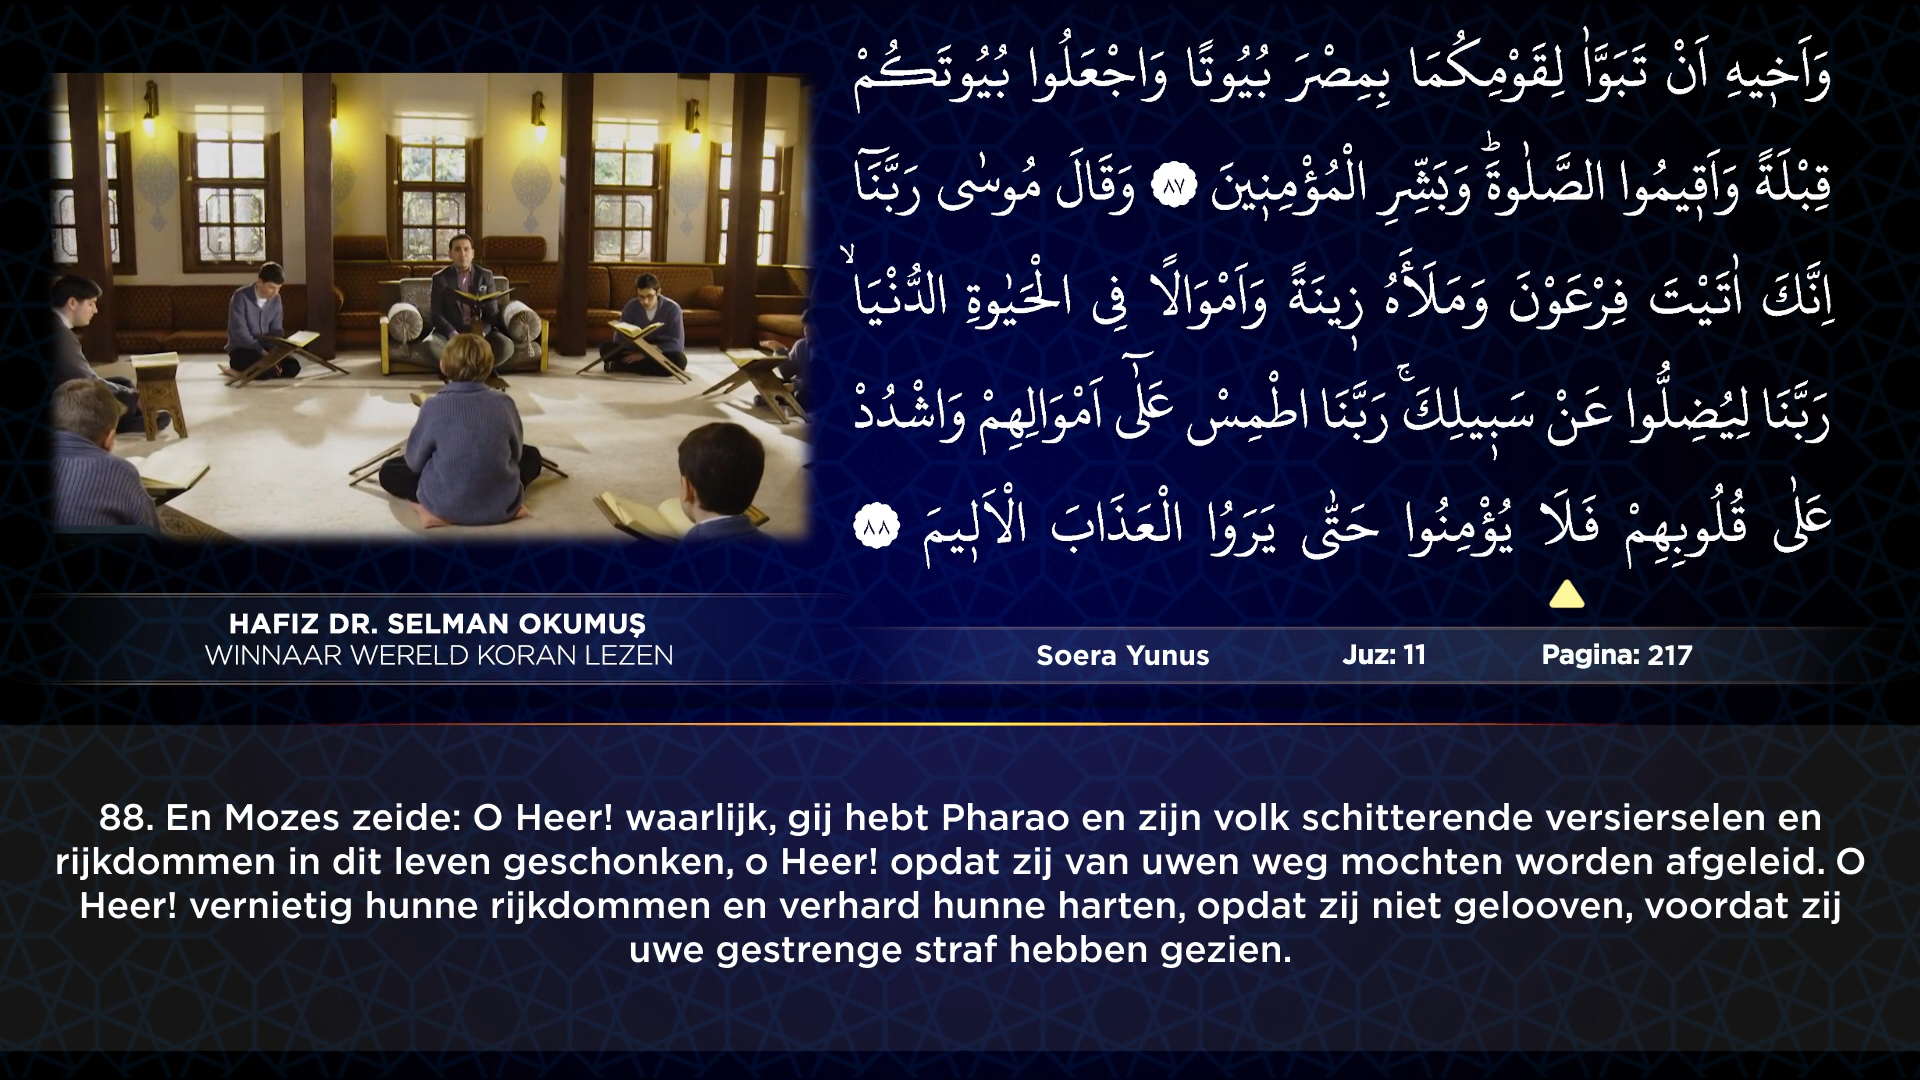 وَاَخ۪يهِ اَنْ تَبَوَّاٰ لِقَوْمِكُمَا بِمِصْرَ بُيُوتًا وَاجْعَلُوا بُيُوتَكُمْ
قِبْلَةً وَاَق۪يمُوا الصَّلٰوةَۜ وَبَشِّرِ الْمُؤْمِن۪ينَ ٨٧ وَقَالَ مُوسٰى رَبَّنَٓا
اِنَّكَ اٰتَيْتَ فِرْعَوْنَ وَمَلَاَهُ ز۪ينَةً وَاَمْوَالًا فِى الْحَيٰوةِ الدُّنْيَاۙ
رَبَّنَا لِيُضِلُّوا عَنْ سَب۪يلِكَۚ رَبَّنَا اطْمِسْ عَلٰٓى اَمْوَالِهِمْ وَاشْدُدْ
عَلٰى قُلُوبِهِمْ فَلَا يُؤْمِنُوا حَتّٰى يَرَوُا الْعَذَابَ الْاَل۪يمَ ٨٨
HAFIZ DR. SELMAN OKUMUŞ
WINNAAR WERELD KORAN LEZEN
Soera Yunus Juz: 11 Pagina: 217
88. En Mozes zeide: O Heer! waarlijk, gij hebt Pharao en zijn volk schitterende versierselen en
rijkdommen in dit leven geschonken, o Heer! opdat zij van uwen weg mochten worden afgeleid. O
Heer! vernietig hunne rijkdommen en verhard hunne harten, opdat zij niet gelooven, voordat zij
uwe gestrenge straf hebben gezien.